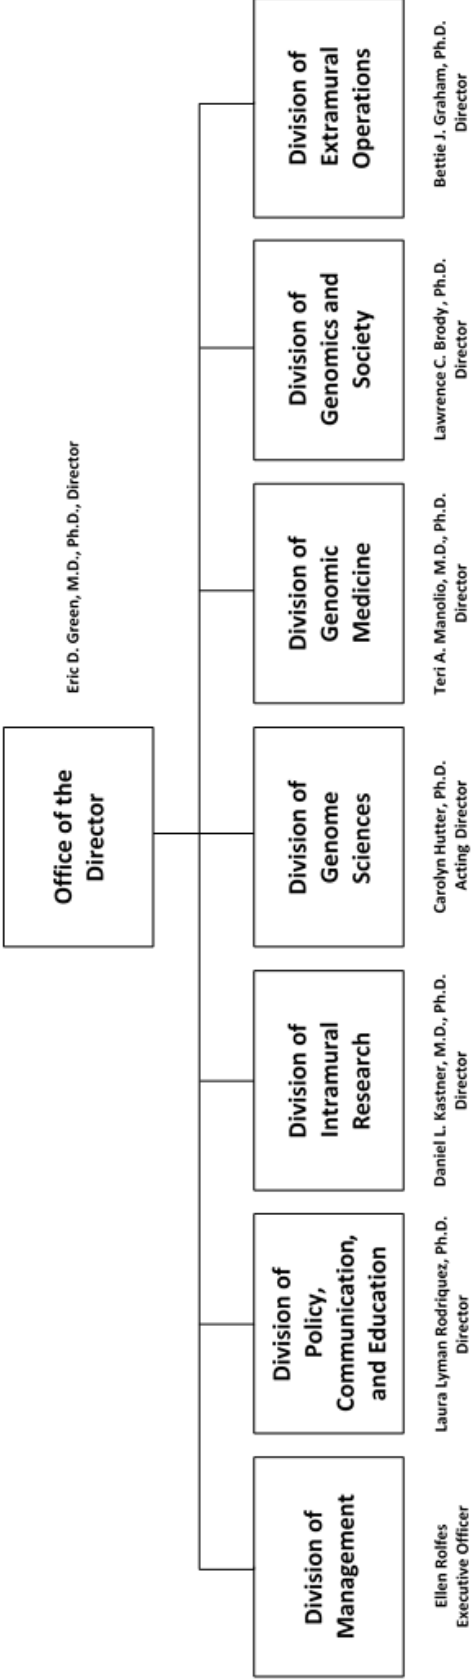 Office of the
Director
Eric D. Green, M.D., Ph.D., Director
Division of
Management
Ellen Rolfes
Executive Officer
Division of
Policy,
Communication,
and Education
Laura Lyman Rodriquez, Ph.D.
Director
Division of
Intramural
Research
Daniel L. Kastner, M.D., Ph.D.
Director
Division of
Genome
Sciences
Carolyn Hutter, Ph.D.
Acting Director
Division of
Genomic
Medicine
Teri A. Manolio, M.D., Ph.D.
Director
Division of
Genomics and
Society
Lawrence C. Brody, Ph.D.
Director
Division of
Extramural
Operations
Bettie J. Graham, Ph.D.
Director